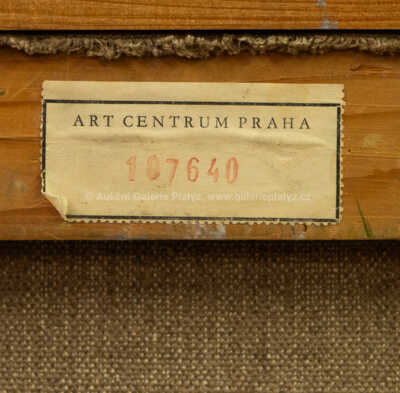 ART CENTRUM PRAHA
107640
© Aukční Galerie Platýz, www.galerieplatyz.cz